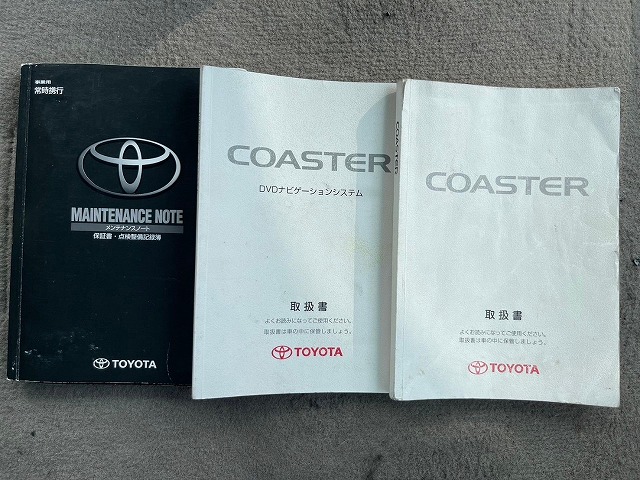 事業用
常時携行
MAINTENANCE NOTE
メンテナンスノート
保証書・点検整備記録簿
TOYOTA
COASTER
DVDナビゲーションシステム
取扱書
よくお読みになってご使用ください。
取扱書は車の中に保管しましょう。
TOYOTA
COASTER
COASTER
取扱書
よくお読みになってご使用ください。
取扱書は車の中に保管しましょう。
TOYOTA